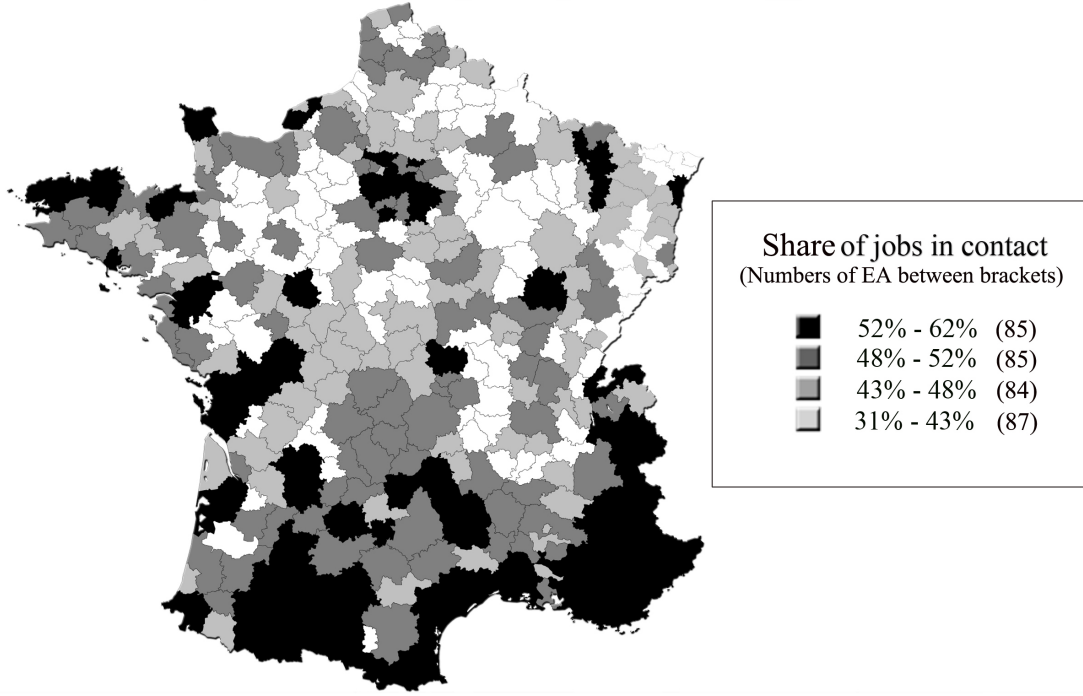 Share of jobs in contact
(Numbers of EA between brackets)
52% - 62% (85)
48% - 52% (85)
43% - 48% (84)
31% - 43% (87)